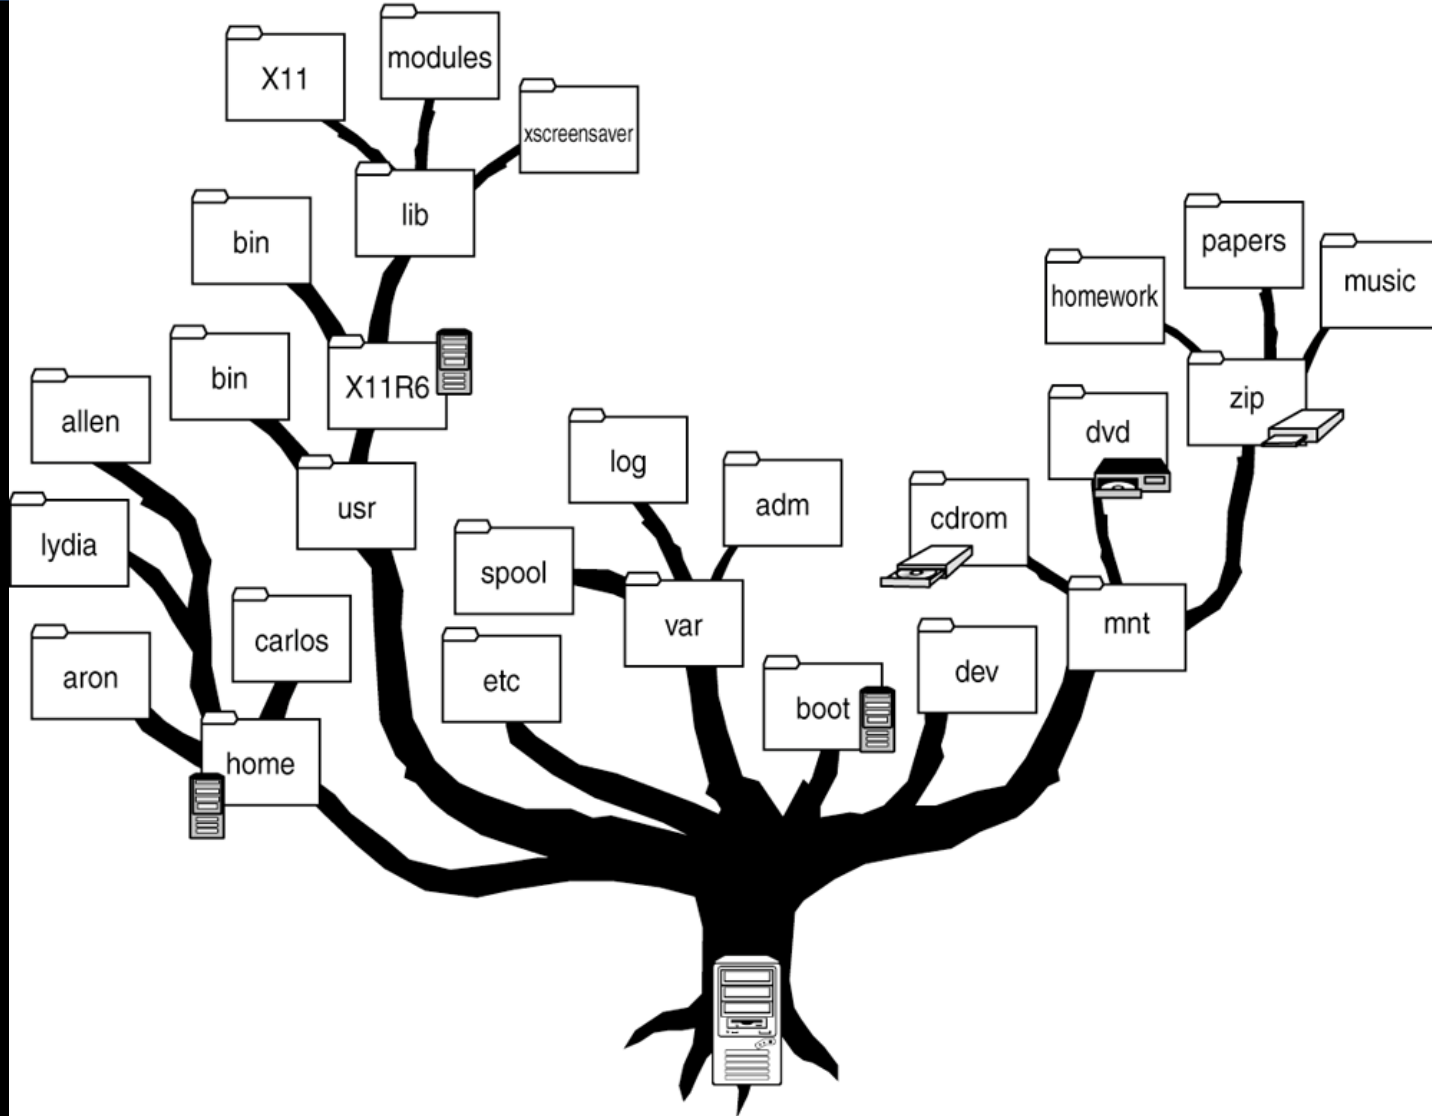 modules
X11
xscreensaver
lib
bin
papers
music
homework
bin
X11R6
zip
allen
dvd
log
adm
usr
cdrom
lydia
spool
mnt
var
carlos
aron
etc
dev
boot
home